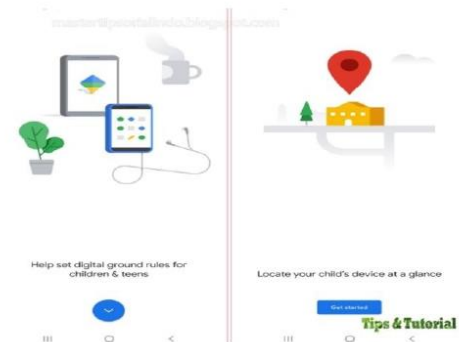 Help set digital ground rules for
children & teens
Locate your child's device at a glance
Get started
Tips & Tutorial